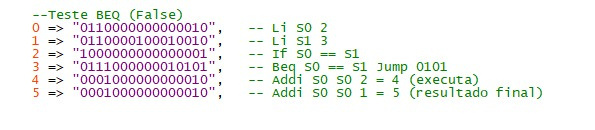 --Teste BEQ (False)
0 => "0110000000000010", -- Li S0 2
1 => "0110000100010010", -- Li S1 3
2 => "1000000000000001", -- If S0 == S1
3 => "0111000000010101", -- Beq S0 == S1 Jump 0101
4 => "0001000000000010", -- Addi S0 S0 2 = 4 (executa)
5 => "0001000000000010", -- Addi S0 S0 1 = 5 (resultado final)